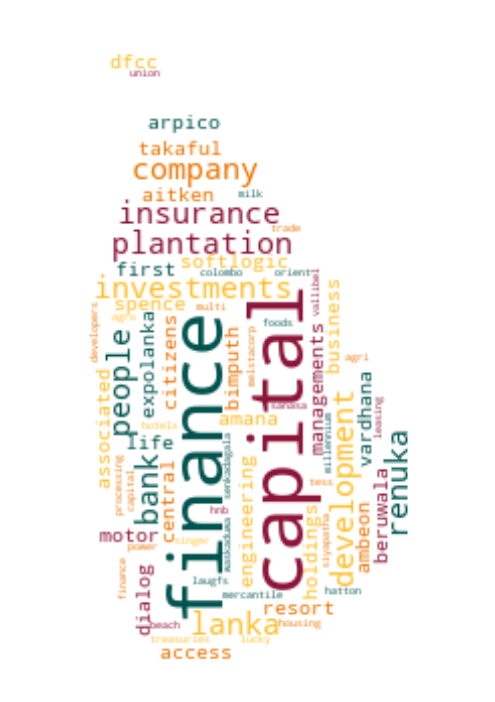 dfcc
union
arpico
takaful
company
aitken
milk
insurance
trade
plantation
softlogic
first
colombo
orient
investments
vallibel
spence
multi
business
developers
agro
people
expolanka
citizens
finance
bimputh
melstacorp
foods
capital
managements
agri
associated
hotels
amana
sanasa
millennium
vardhana
leasing
life
development
renuka
processing
capital
bank
central
senkadagala
engineering
tess
beruwala
ambeon
motor
power
singer
hnb
waskaduwa
holdings
siyapatha
finance
dialog
laugfs
mercantile
hatton
resort
beach
lanka
housing
treasuries
lucky
access